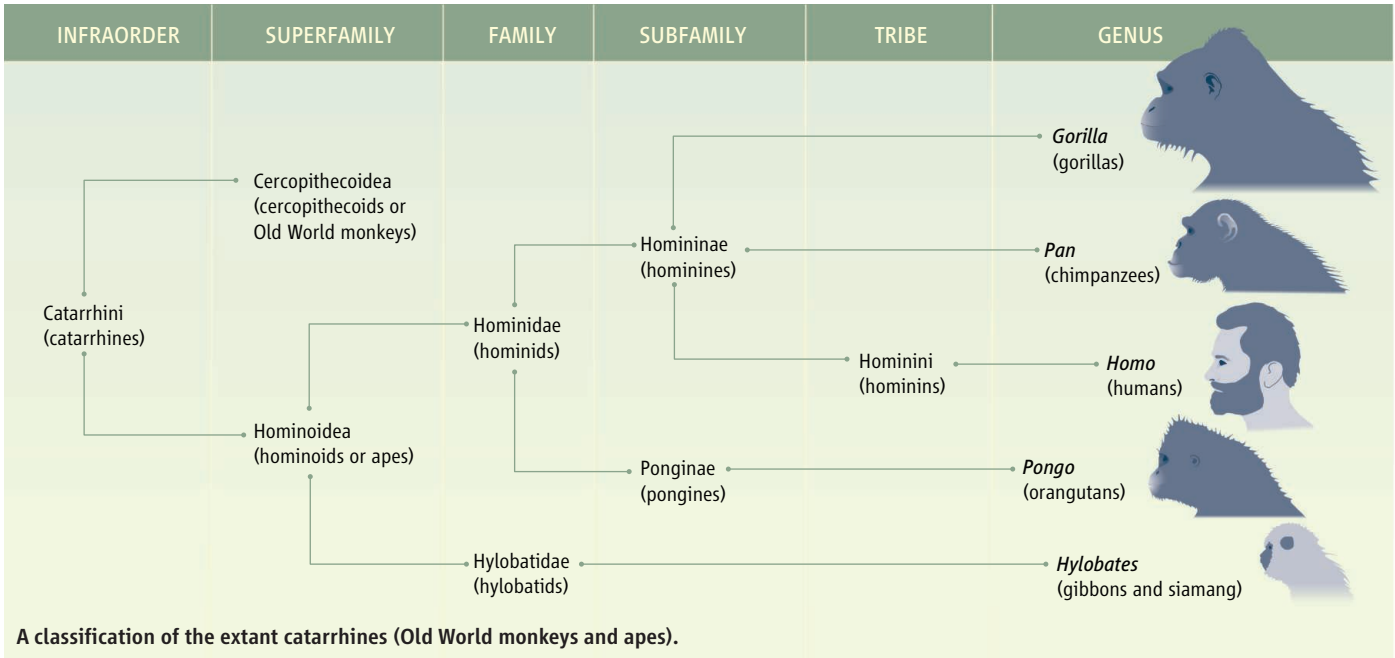 INFRAORDER
SUPERFAMILY
FAMILY
SUBFAMILY
TRIBE
GENUS
Gorilla
(gorillas)
Cercopithecoidea
(cercopithecoids or
Old World monkeys)
Homininae
(hominines)
Pan
(chimpanzees)
Catarrhini
(catarrhines)
Hominidae
(hominids)
Hominini
(hominins)
Homo
(humans)
Hominoidea
(hominoids or apes)
Ponginae
(pongines)
Pongo
(orangutans)
Hylobatidae
(hylobatids)
Hylobates
(gibbons and siamang)
A classification of the extant catarrhines (Old World monkeys and apes).